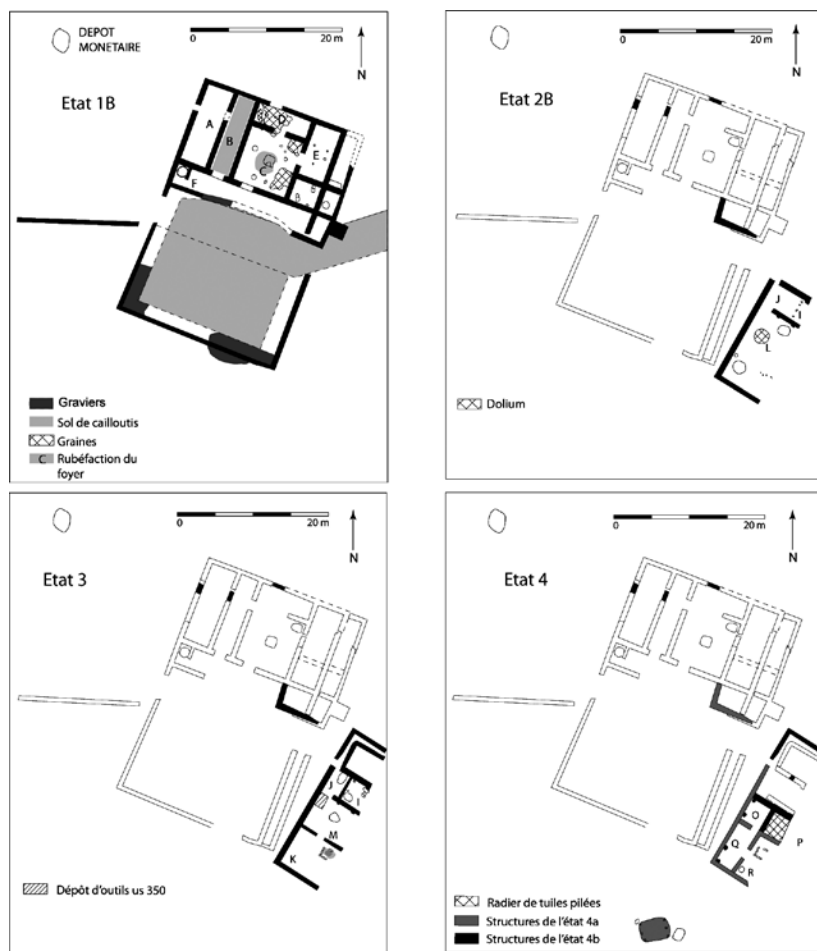 DEPOT
MONETAIRE
0 20 m
N
Etat 1B
A
B
D
E
C
F
B
B
Graviers
Sol de cailloutis
Graines
C Rubéfaction du
foyer
0 20 m
N
Etat 2B
J
I
L
Dolium
0 20 m
N
Etat 3
J
I
M
K
Dépôt d'outils us 350
0 20 m
N
Etat 4
O
P
Q
R
Radier de tuiles pilées
Structures de l'état 4a
Structures de l'état 4b